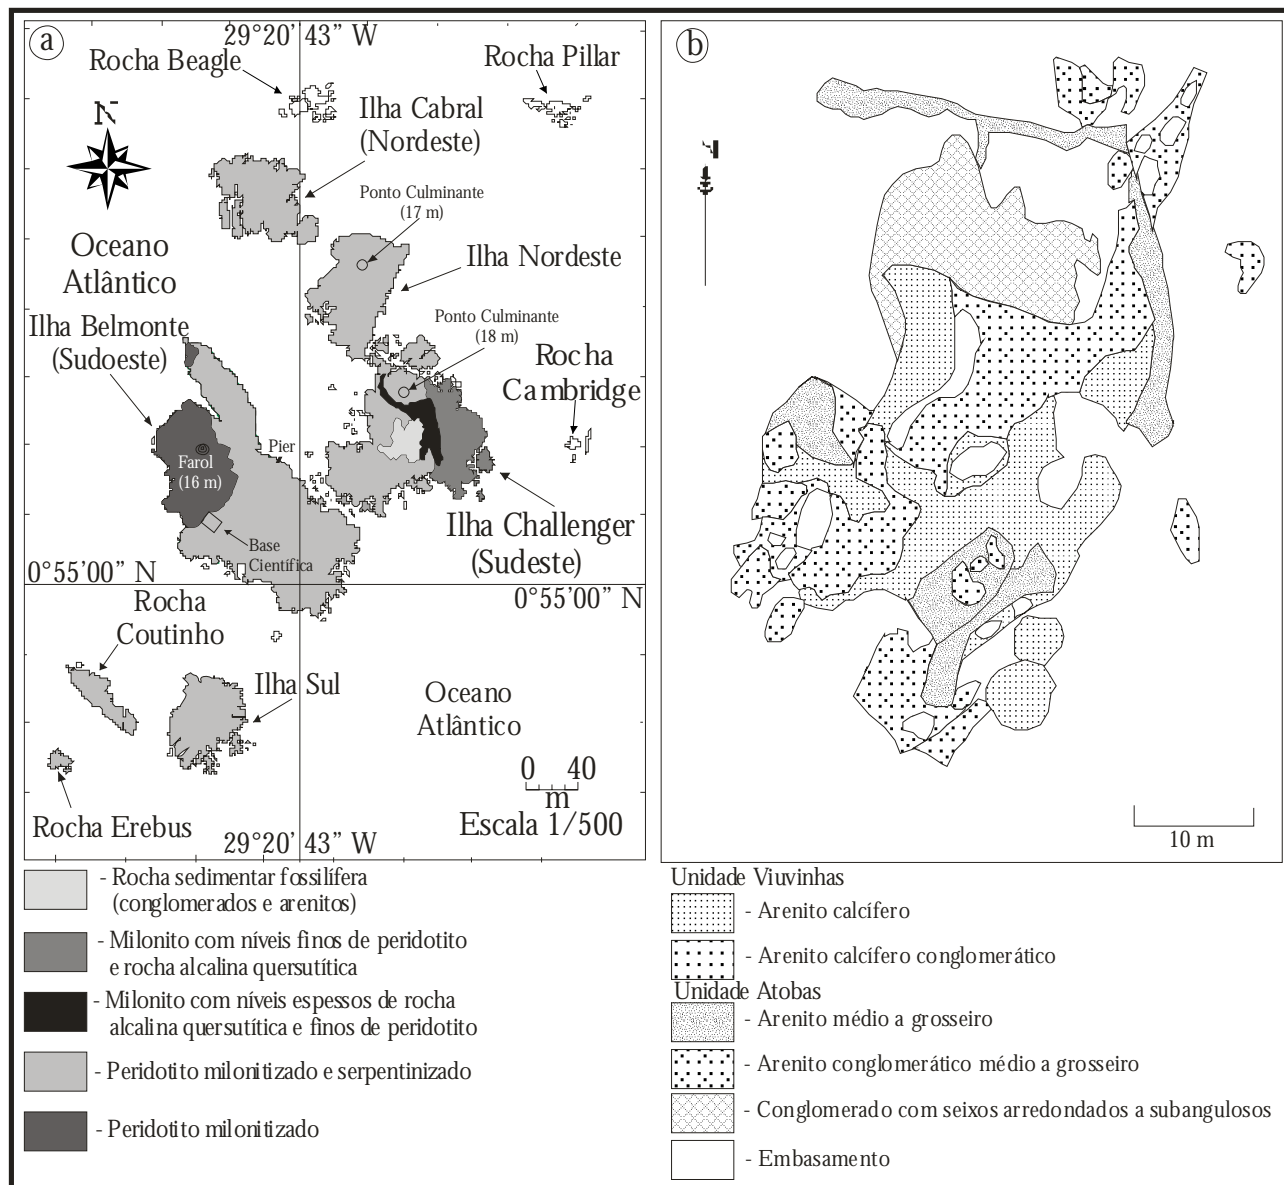 a
29°20' 43” W
Rocha Beagle
Rocha Pillar
N
Ilha Cabral
(Nordeste)
Ponto Culminante
(17 m)
Oceano
Atlântico
Ilha Nordeste
Ilha Belmonte
(Sudoeste)
Ponto Culminante
(18 m)
Rocha
Cambridge
Pier
Farol
(16 m)
Ilha Challenger
(Sudeste)
Base
Científica
0°55'00” N
0°55'00” N
Rocha
Coutinho
Ilha Sul
Oceano
Atlântico
0 40
m
Escala 1/500
Rocha Erebus
29°20' 43” W
- Rocha sedimentar fossilífera
(conglomerados e arenitos)
- Milonito com níveis finos de peridotito
e rocha alcalina quersutítica
- Milonito com níveis espessos de rocha
alcalina quersutítica e finos de peridotito
- Peridotito milonitizado e serpentinizado
- Peridotito milonitizado
b
N
10 m
Unidade Viuvinhas
- Arenito calcífero
- Arenito calcífero conglomerático
Unidade Atobas
- Arenito médio a grosseiro
- Arenito conglomerático médio a grosseiro
- Conglomerado com seixos arredondados a subangulosos
- Embasamento